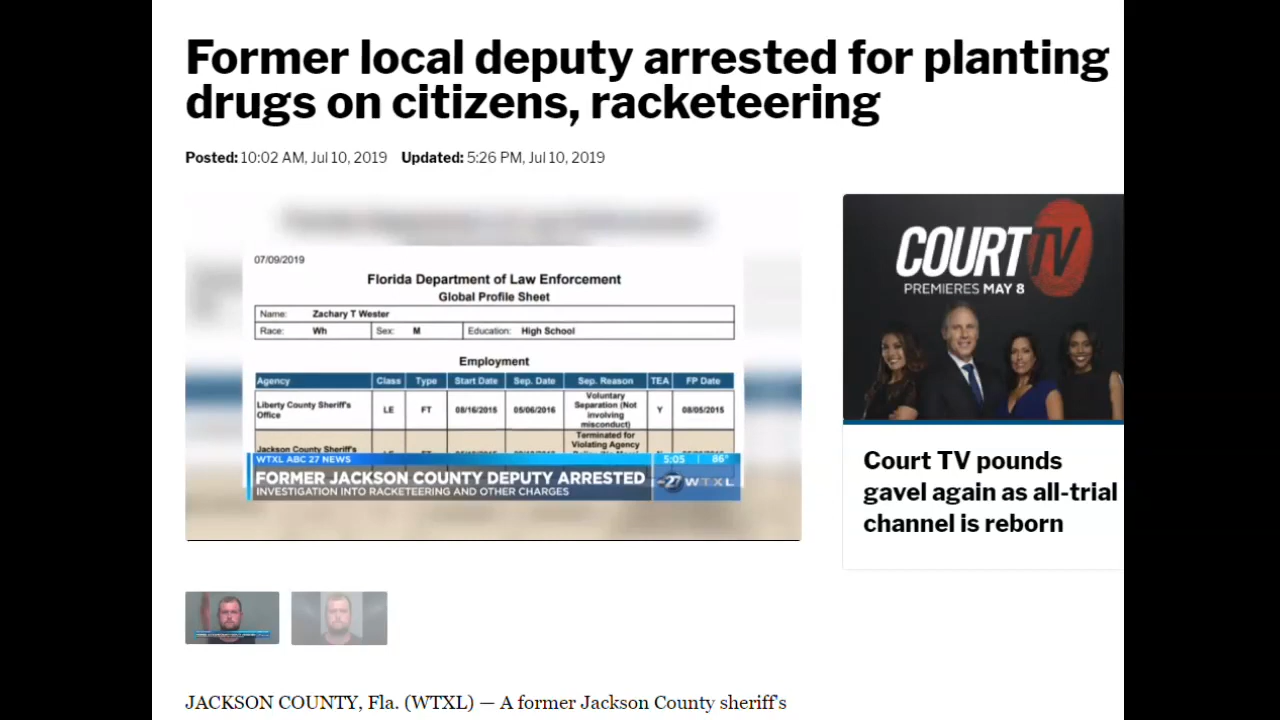 Former local deputy arrested for planting
drugs on citizens, racketeering
Posted: 10:02 AM, Jul 10, 2019 Updated: 5:26 PM, Jul 10, 2019
07/09/2019
Florida Department of Law Enforcement
Global Profile Sheet
Name: Zachary T Wester
Race: Wh Sex: M Education: High School
Employment
Agency Class Type Start Date Sep. Date Sep. Reason TEA FP Date
Liberty County Sheriff's
Office
LE FT 08/16/2015 05/06/2016
Voluntary
Separation (Not
involving
misconduct)
Y 08/05/2015
Jackson County Sheriff's
Terminated for
Violating Agency
WTXL ABC 27 NEWS 5:05 86°
FORMER JACKSON COUNTY DEPUTY ARRESTED
INVESTIGATION INTO RACKETEERING AND OTHER CHARGES
27 WTXL
COURT TV
PREMIERES MAY 8
Court TV pounds
gavel again as all-trial
channel is reborn
JACKSON COUNTY, Fla. (WTXL) — A former Jackson County sheriff's